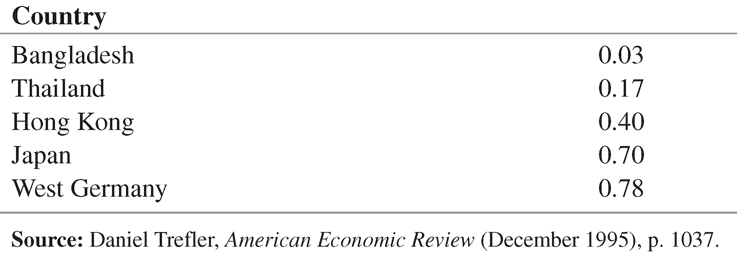 Country
Bangladesh 0.03
Thailand 0.17
Hong Kong 0.40
Japan 0.70
West Germany 0.78
Source: Daniel Trefler, American Economic Review (December 1995), p. 1037.